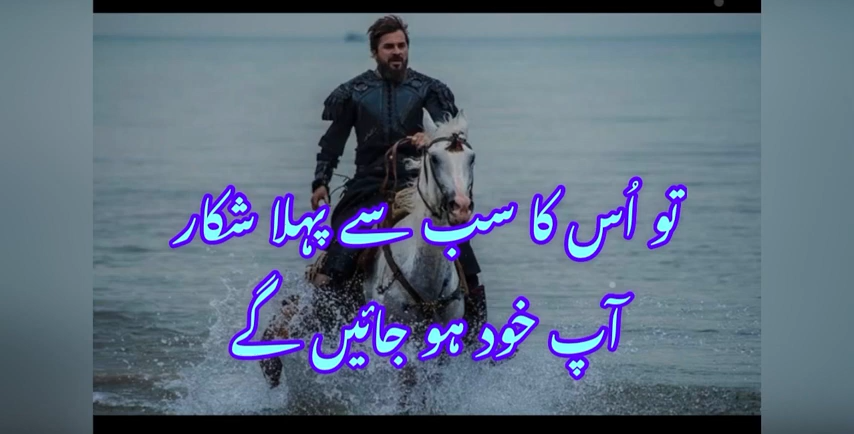 تو اُس کا سب سے پہلا شکار
آپ خود ہو جائیں گے